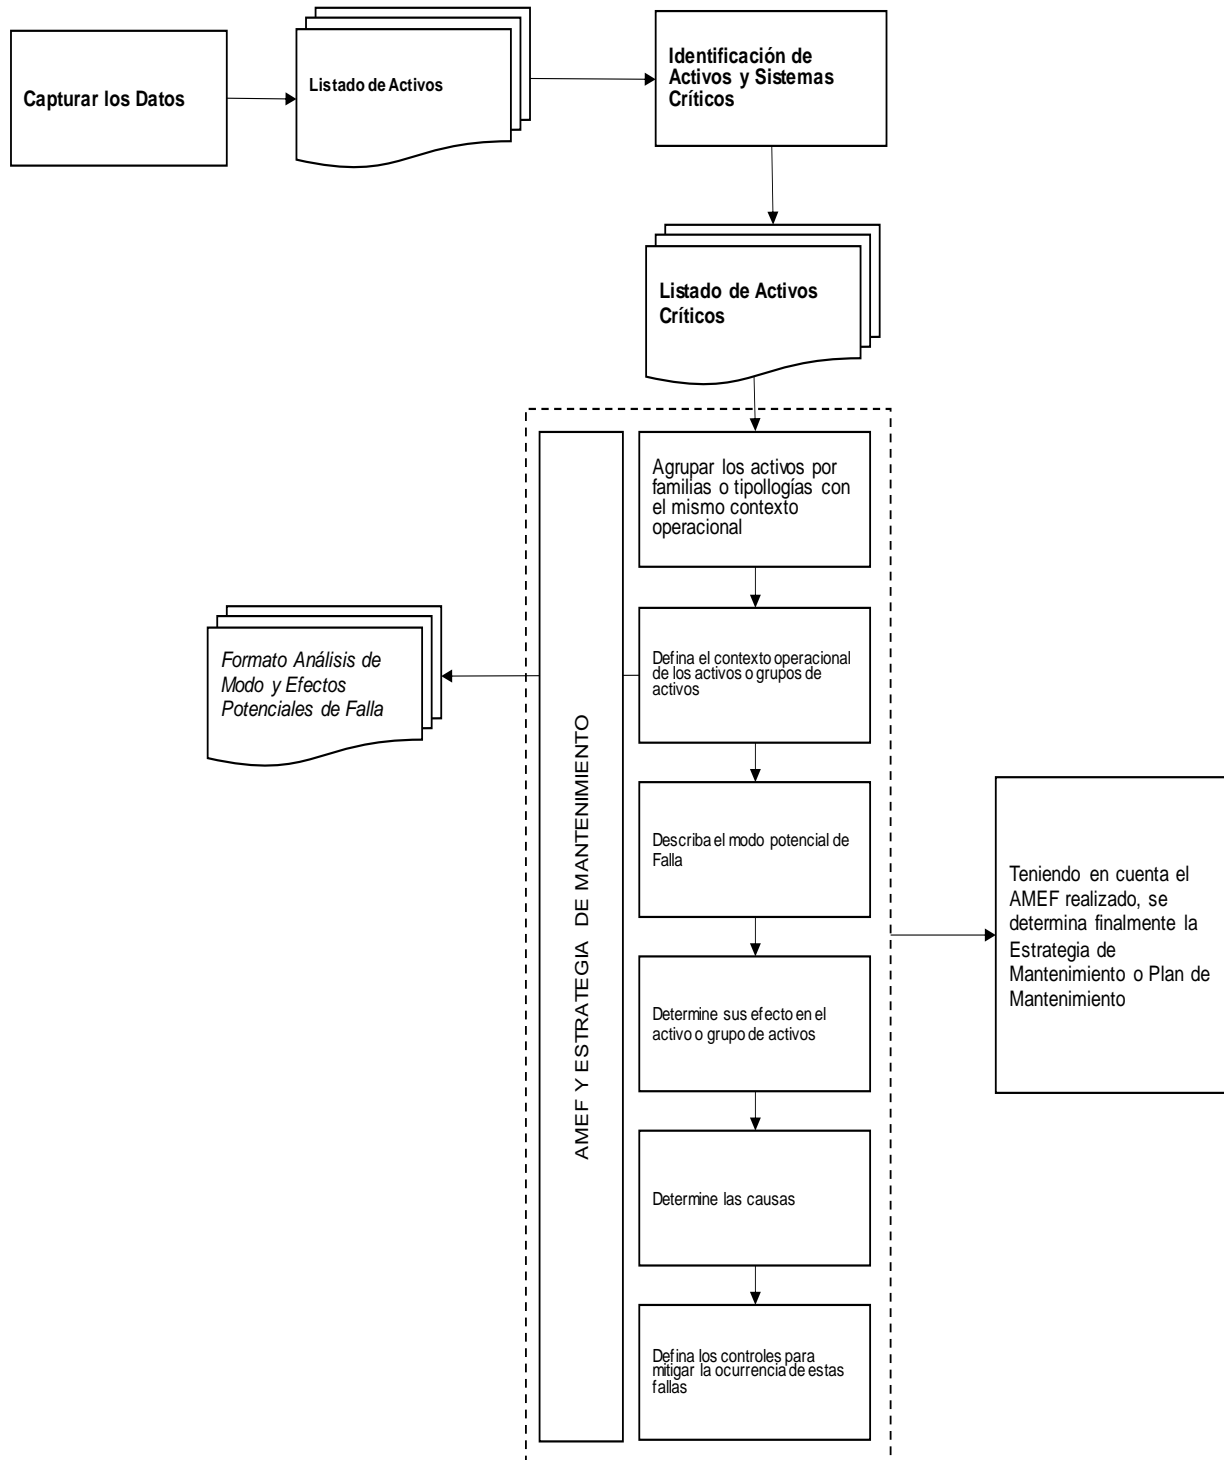 Capturar los Datos
Listado de Activos
Identificación de
Activos y Sistemas
Críticos
Listado de Activos
Críticos
Agrupar los activos por
familias o tipollogías con
el mismo contexto
operacional
Formato Análisis de
Modo y Efectos
Potenciales de Falla
Defina el contexto operacional
de los activos o grupos de
activos
AMEF Y ESTRATEGIA DE MANTENIMIENTO
Describa el modo potencial de
Falla
Teniendo en cuenta el
AMEF realizado, se
determina finalmente la
Estrategia de
Mantenimiento o Plan de
Mantenimiento
Determine sus efecto en el
activo o grupo de activos
Determine las causas
Defina los controles para
mitigar la ocurrencia de estas
fallas